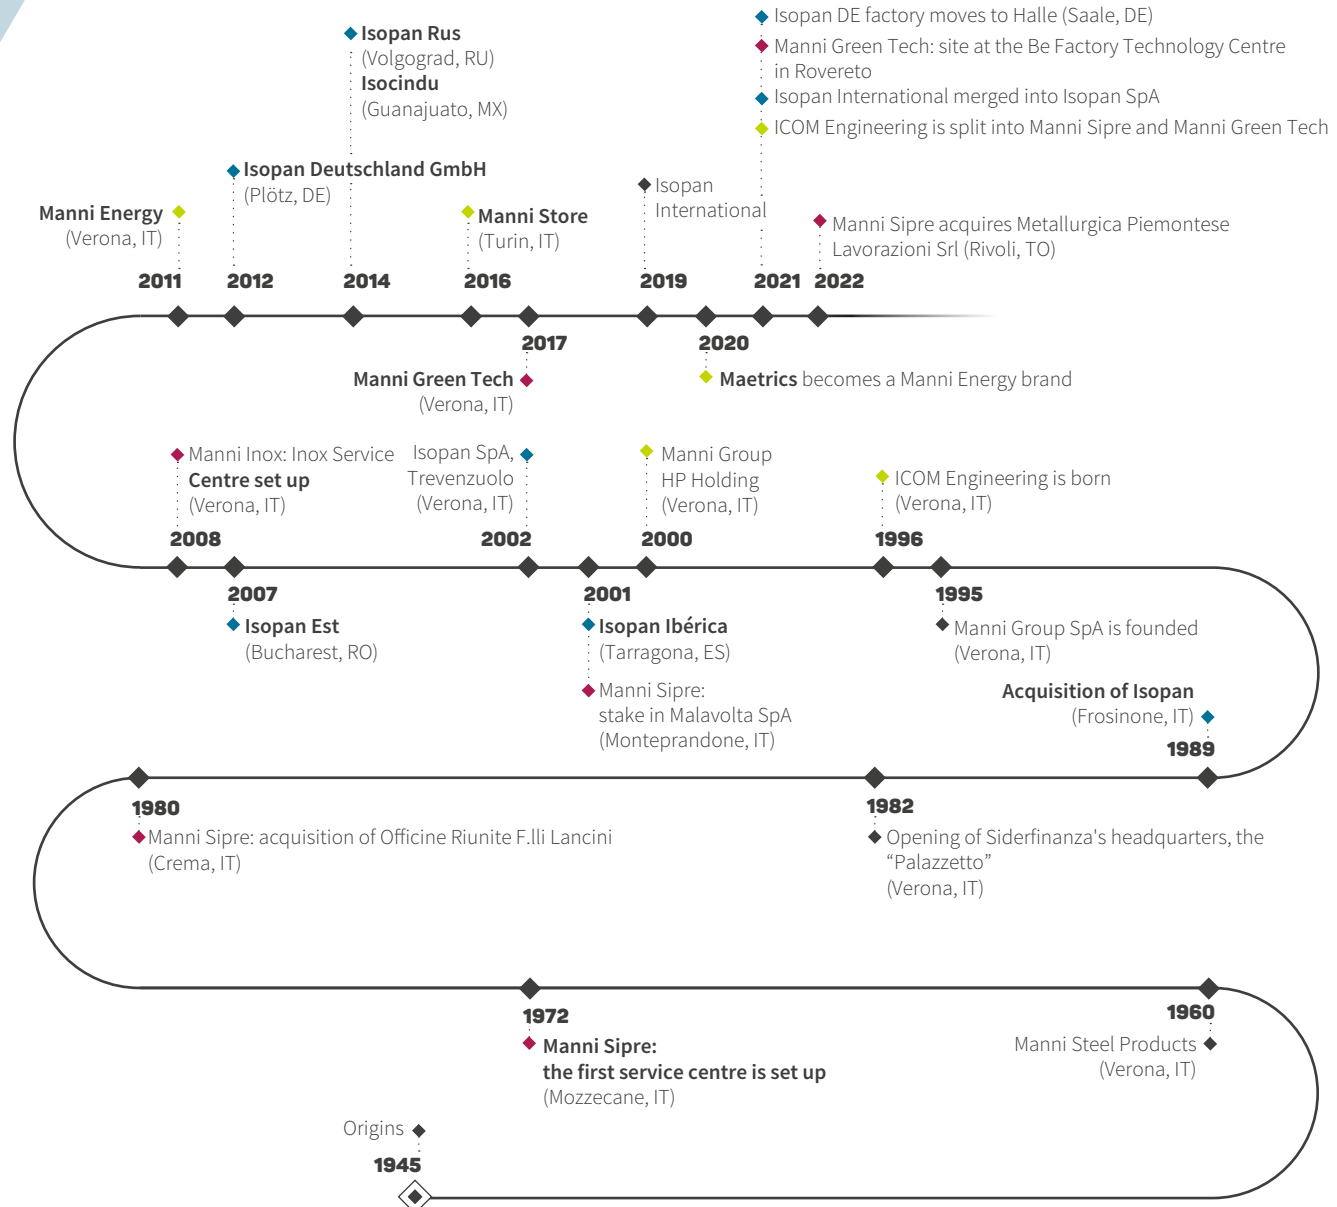 Isopan DE factory moves to Halle (Saale, DE)
Manni Green Tech: site at the Be Factory Technology Centre
in Rovereto
Isopan International merged into Isopan SpA
ICOM Engineering is split into Manni Sipre and Manni Green Tech
Isopan Rus
(Volgograd, RU)
Isocindu
(Guanajuato, MX)
Isopan Deutschland GmbH
(Plötz, DE)
Manni Energy
(Verona, IT)
Manni Store
(Turin, IT)
Isopan
International
Manni Sipre acquires Metallurgica Piemontese
Lavorazioni Srl (Rivoli, TO)
2011
2012
2014
2016
2019
2021
2022
2017
Manni Green Tech
(Verona, IT)
2020
Maetrics becomes a Manni Energy brand
Manni Inox: Inox Service
Centre set up
(Verona, IT)
2008
Isopan SpA,
Trevenzuolo
(Verona, IT)
2002
Manni Group
HP Holding
(Verona, IT)
2000
ICOM Engineering is born
(Verona, IT)
1996
2007
Isopan Est
(Bucharest, RO)
2001
Isopan Ibérica
(Tarragona, ES)
Manni Sipre:
stake in Malavolta SpA
(Monteprandone, IT)
1995
Manni Group SpA is founded
(Verona, IT)
Acquisition of Isopan
(Frosinone, IT)
1989
1980
Manni Sipre: acquisition of Officine Riunite F.lli Lancini
(Crema, IT)
1982
Opening of Siderfinanza's headquarters, the
“Palazzetto”
(Verona, IT)
1972
Manni Sipre:
the first service centre is set up
(Mozzecane, IT)
1960
Manni Steel Products
(Verona, IT)
Origins
1945